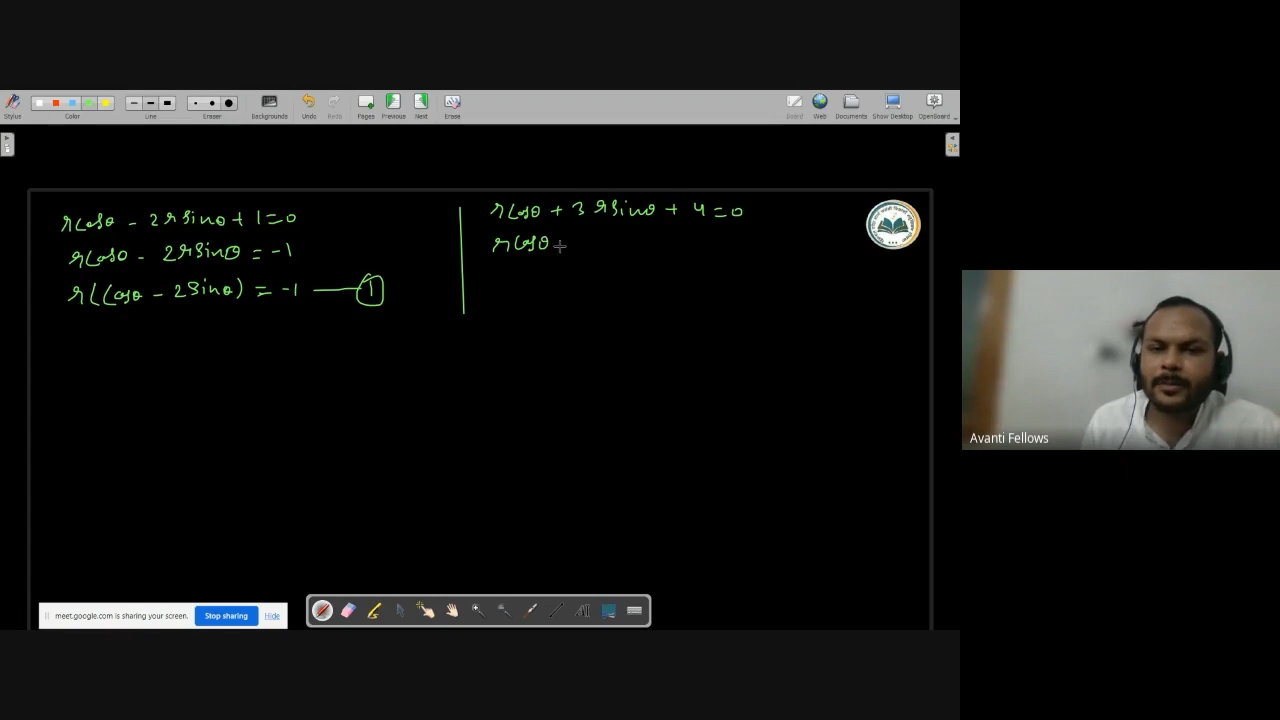 Stylus
Color
Line
Eraser
Backgrounds
Undo
Redo
Pages
Previous
Next
Erase
Board
Web
Documents
Show Desktop
OpenBoard
rcosθ - 2rsinθ + 1 = 0
rcosθ - 2rsinθ = -1
r(cosθ - 2sinθ) = -1 —— 1
rcosθ + 3rsinθ + 4 = 0
rcosθ
Avanti Fellows
meet.google.com is sharing your screen.
Stop sharing
Hide